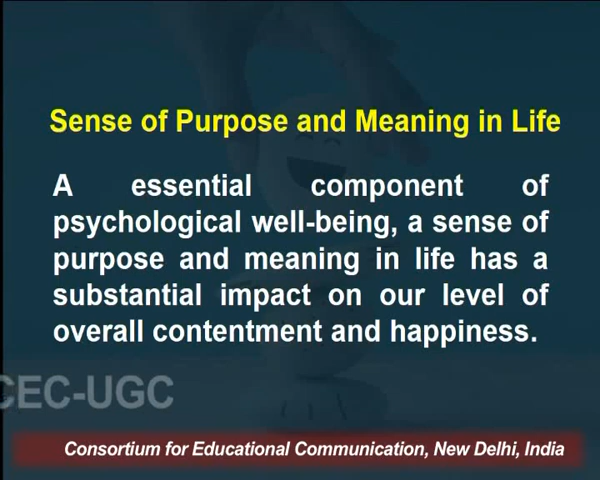 Sense of Purpose and Meaning in Life
A essential component of
psychological well-being, a sense of
purpose and meaning in life has a
substantial impact on our level of
overall contentment and happiness.
CEC-UGC
Consortium for Educational Communication, New Delhi, India